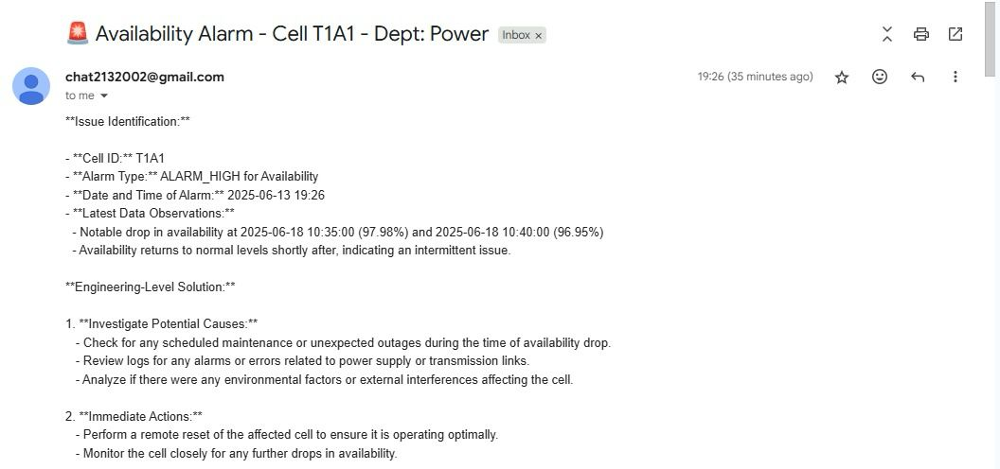 🚨 Availability Alarm - Cell T1A1 - Dept: Power Inbox ×
chat2132002@gmail.com 19:26 (35 minutes ago)
to me
**Issue Identification:**
- **Cell ID:** T1A1
- **Alarm Type:** ALARM_HIGH for Availability
- **Date and Time of Alarm:** 2025-06-13 19:26
- **Latest Data Observations:**
- Notable drop in availability at 2025-06-18 10:35:00 (97.98%) and 2025-06-18 10:40:00 (96.95%)
- Availability returns to normal levels shortly after, indicating an intermittent issue.
**Engineering-Level Solution:**
1. **Investigate Potential Causes:**
- Check for any scheduled maintenance or unexpected outages during the time of availability drop.
- Review logs for any alarms or errors related to power supply or transmission links.
- Analyze if there were any environmental factors or external interferences affecting the cell.
2. **Immediate Actions:**
- Perform a remote reset of the affected cell to ensure it is operating optimally.
- Monitor the cell closely for any further drops in availability.